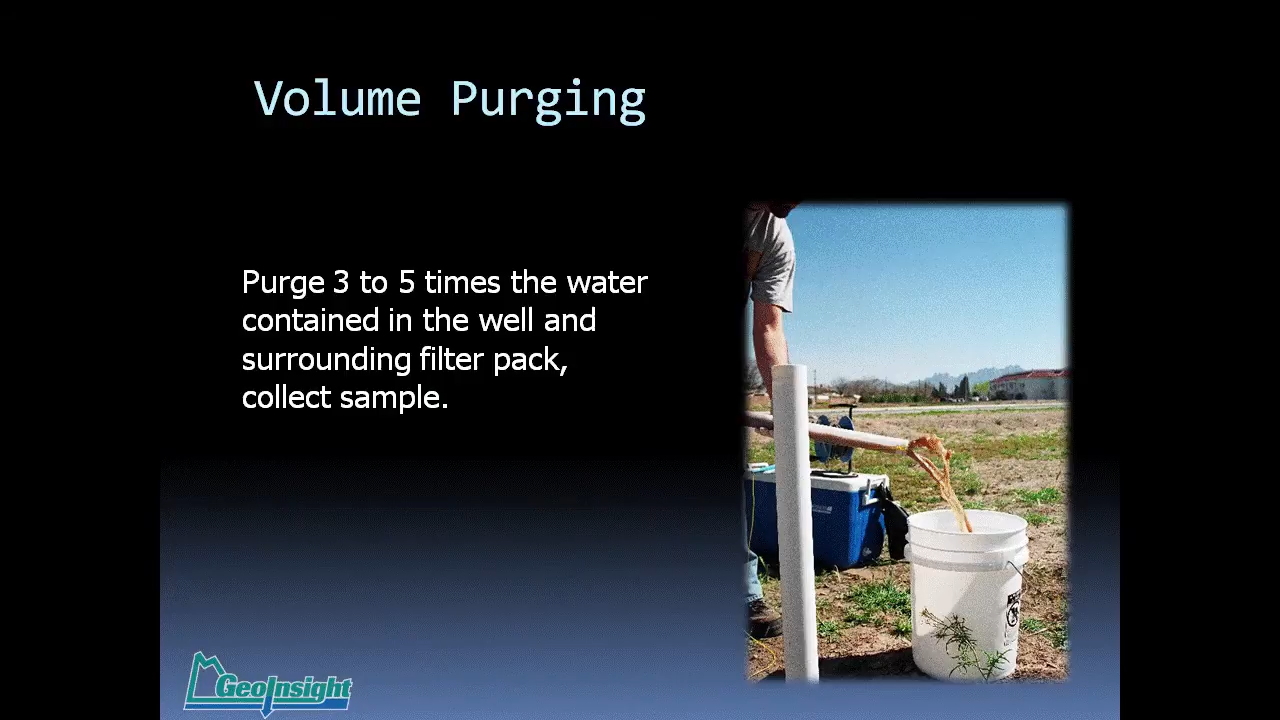 Volume Purging
Purge 3 to 5 times the water
contained in the well and
surrounding filter pack,
collect sample.
GeoInsight